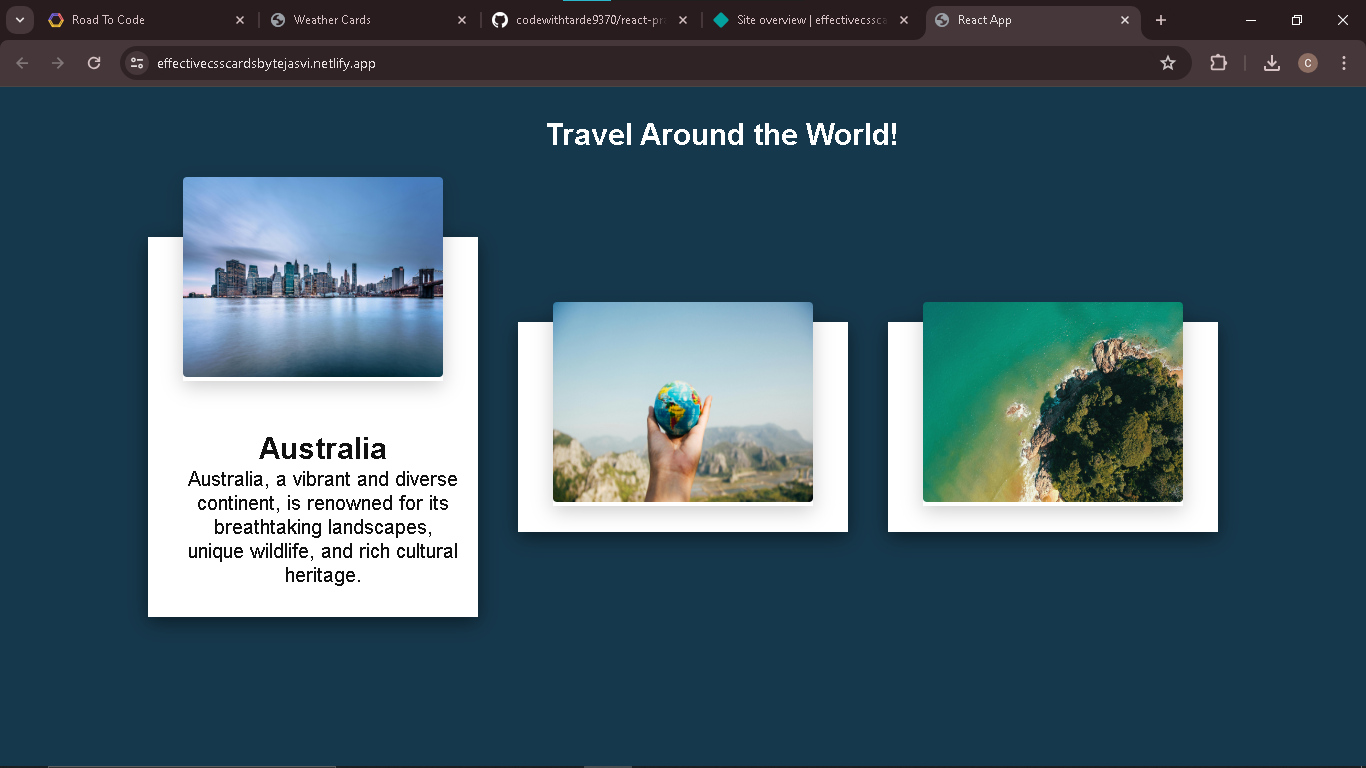 Road To Code
Weather Cards
codewithtarde9370/react-pra
Site overview | effectivecssca
React App
effectivecsscardsbytejasvi.netlify.app
C
Travel Around the World!
Australia
Australia, a vibrant and diverse
continent, is renowned for its
breathtaking landscapes,
unique wildlife, and rich cultural
heritage.